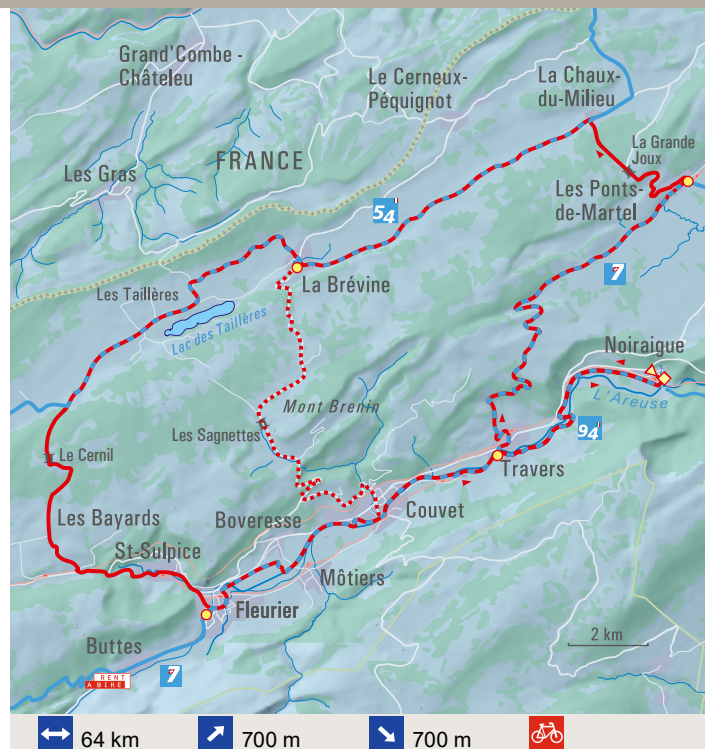 Grand'Combe -
Châteleu
Le Cerneux-
Péquignot
La Chaux-
du-Milieu
La Grande
Joux
Les Gras
FRANCE
Les Ponts-
de-Martel
54
La Brévine
7
Les Taillères
Lac des Taillères
Noiraigue
L'Areuse
Mont Brenin
94
Les Sagnettes
Le Cernil
Travers
Les Bayards
Boveresse
Couvet
St-Sulpice
Môtiers
Fleurier
2 km
Buttes
7
RENT
A BIKE
64 km
700 m
700 m